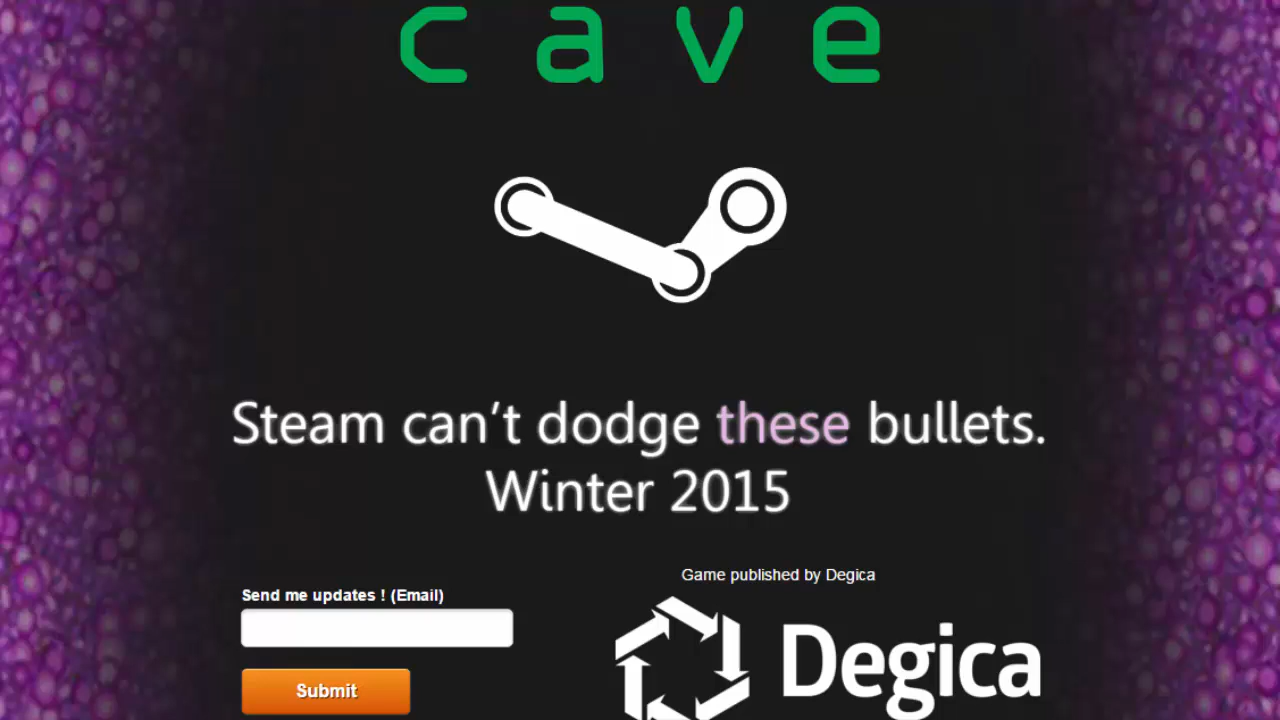 cave
Steam can't dodge these bullets.
Winter 2015
Game published by Degica
Send me updates ! (Email)
Degica
Submit